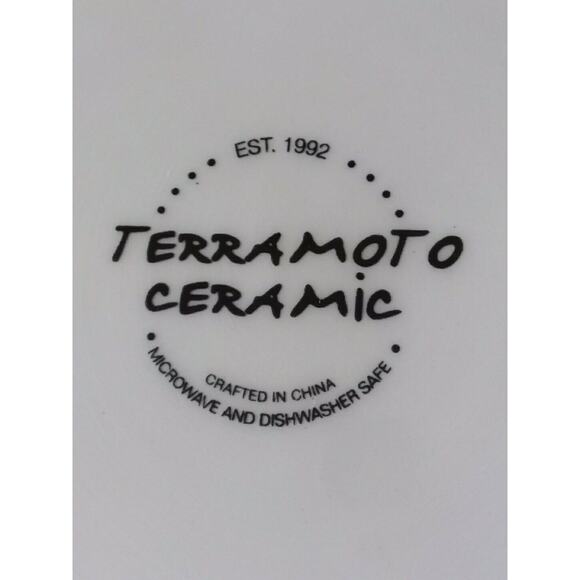 EST. 1992
TERRAMOTO
CERAMIC
CRAFTED IN CHINA
MICROWAVE AND DISHWASHER SAFE